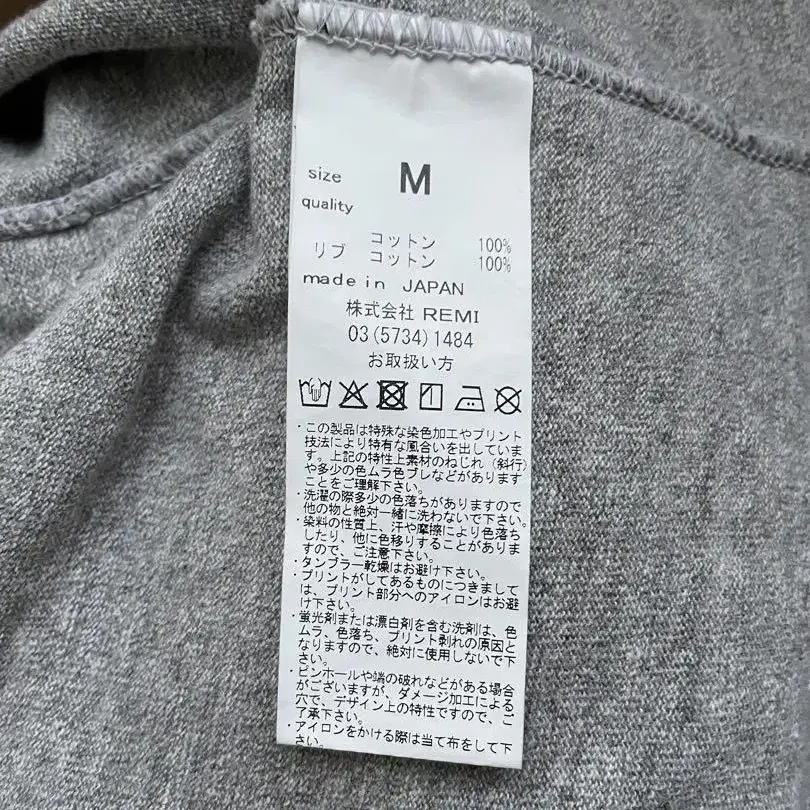 size M
quality
コットン 100%
リブ コットン 100%
made in JAPAN
株式会社 REMI
03(5734)1484
お取扱い方
・この製品は特殊な染色加工やプリント
技法により特有な風合いを出していま
す。上記の特性上素材のねじれ(斜行)
や多少の色ムラ色ブレなどがあります
ことをご理解下さい。
・洗濯の際多少の色落ちがありますので
他の物と絶対一緒に洗わないで下さい。
・染料の性質上、汗や摩擦により色落ち
したり、他に色移りすることがありま
すので、ご注意下さい。
・タンブラー乾燥はお避け下さい。
・プリントがしてあるものにつきまして
は、プリント部分へのアイロンはお避
け下さい。
・蛍光剤または漂白剤を含む洗剤は、色
ムラ、色落ち、プリント剥れの原因と
なりますので、絶対に使用しないで下
さい。
・ピンホールや端の破れなどがある場合
がございますが、ダメージ加工による
穴で、デザイン上の特性ですので、ご
了承下さい。
・アイロンをかける際は当て布をして下
さい。